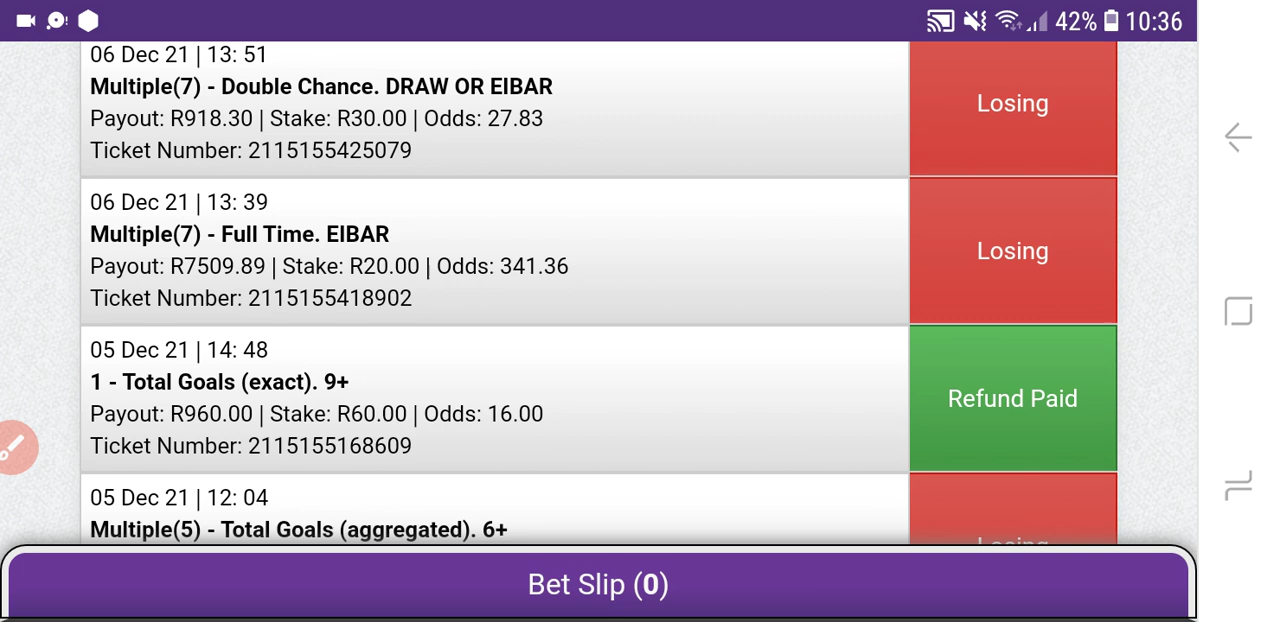 42% 10:36
06 Dec 21 | 13: 51
Multiple(7) - Double Chance. DRAW OR EIBAR
Payout: R918.30 | Stake: R30.00 | Odds: 27.83
Ticket Number: 2115155425079
Losing
06 Dec 21 | 13: 39
Multiple(7) - Full Time. EIBAR
Payout: R7509.89 | Stake: R20.00 | Odds: 341.36
Ticket Number: 2115155418902
Losing
05 Dec 21 | 14: 48
1 - Total Goals (exact). 9+
Payout: R960.00 | Stake: R60.00 | Odds: 16.00
Ticket Number: 2115155168609
Refund Paid
05 Dec 21 | 12: 04
Multiple(5) - Total Goals (aggregated). 6+
Losing
Bet Slip (0)